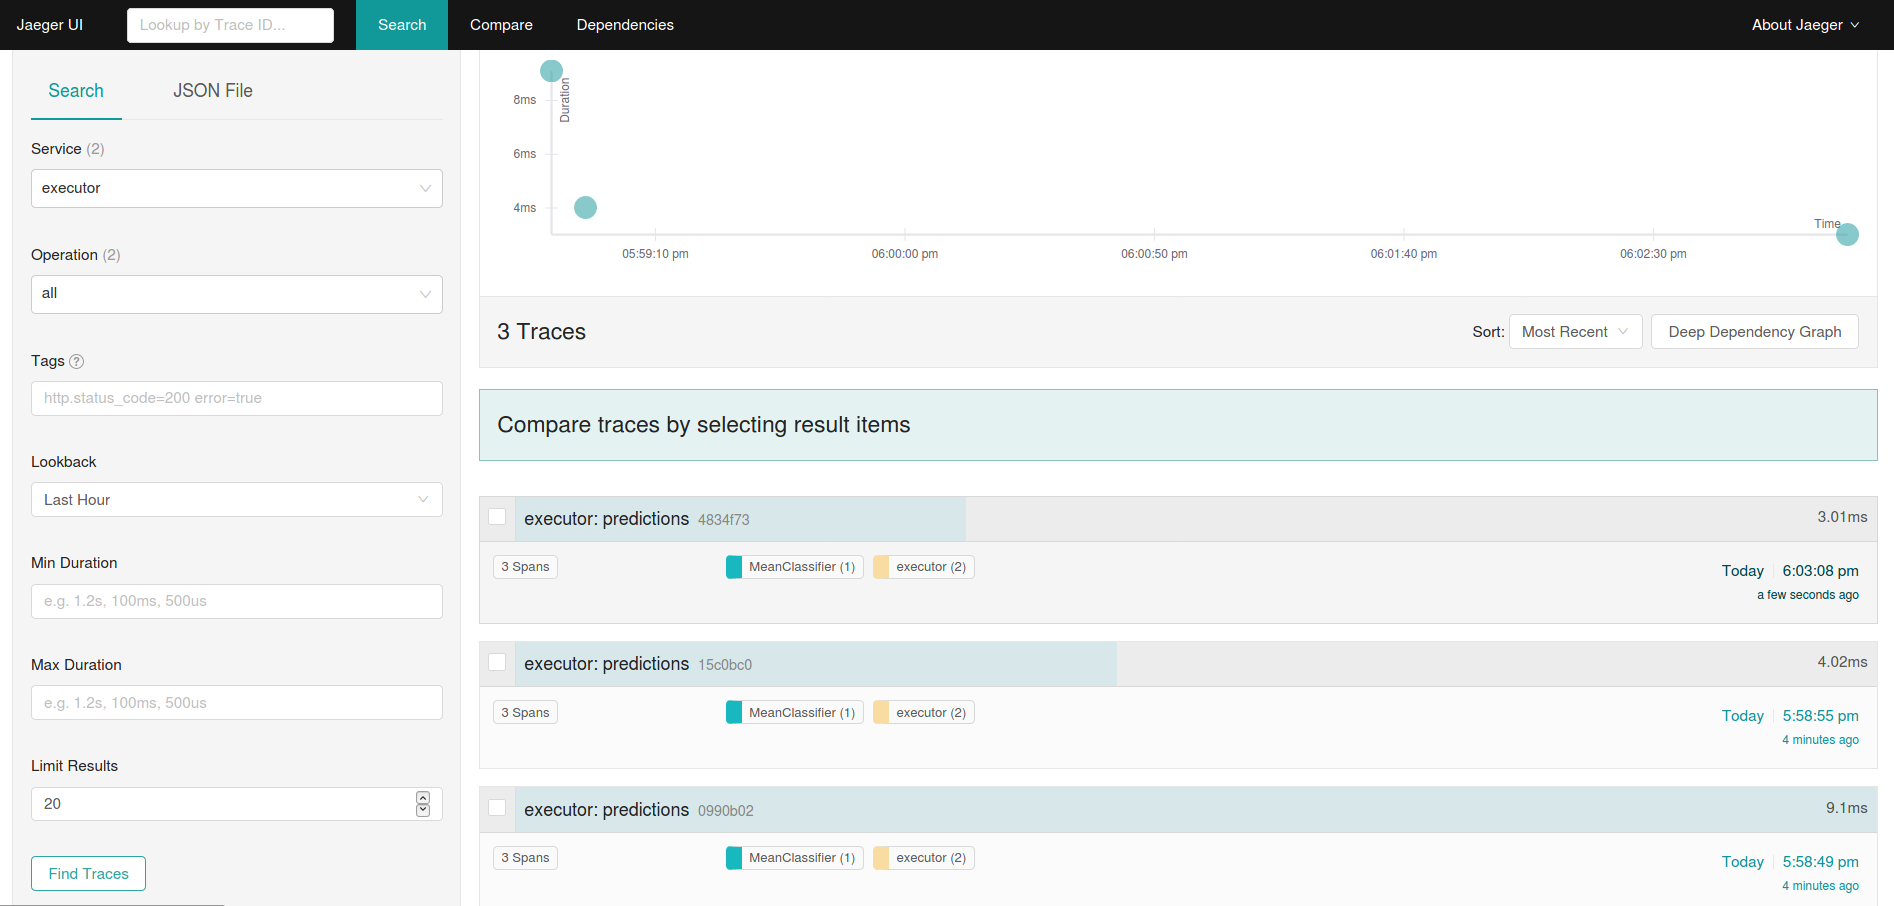 Jaeger UI
Lookup by Trace ID...
Search
Compare
Dependencies
About Jaeger
Search
JSON File
Service (2)
executor
Operation (2)
all
Tags ?
http.status_code=200 error=true
Lookback
Last Hour
Min Duration
e.g. 1.2s, 100ms, 500us
Max Duration
e.g. 1.2s, 100ms, 500us
Limit Results
20
Find Traces
Duration
8ms
6ms
4ms
Time
05:59:10 pm
06:00:00 pm
06:00:50 pm
06:01:40 pm
06:02:30 pm
3 Traces
Sort:
Most Recent
Deep Dependency Graph
Compare traces by selecting result items
executor: predictions 4834f73
3.01ms
3 Spans
MeanClassifier (1)
executor (2)
Today
6:03:08 pm
a few seconds ago
executor: predictions 15c0bc0
4.02ms
3 Spans
MeanClassifier (1)
executor (2)
Today
5:58:55 pm
4 minutes ago
executor: predictions 0990b02
9.1ms
3 Spans
MeanClassifier (1)
executor (2)
Today
5:58:49 pm
4 minutes ago